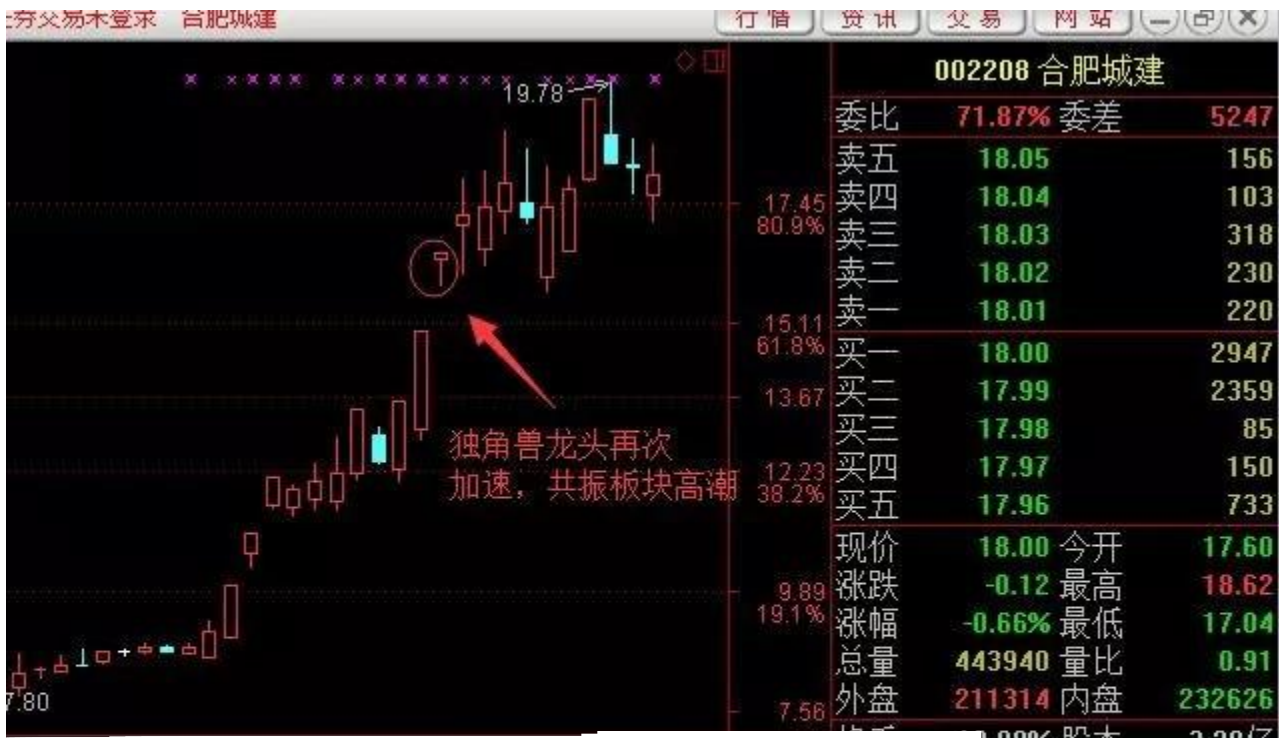 券交易未登录 合肥城建
行情 资讯 交易 网站
19.78
17.45
80.9%
15.11
61.8%
13.67
12.23
38.2%
9.89
19.1%
7.56
7.80
独角兽龙头再次
加速，共振板块高潮
002208 合肥城建
委比 71.87% 委差 5247
卖五 18.05 156
卖四 18.04 103
卖三 18.03 318
卖二 18.02 230
卖一 18.01 220
买一 18.00 2947
买二 17.99 2359
买三 17.98 85
买四 17.97 150
买五 17.96 733
现价 18.00 今开 17.60
涨跌 -0.12 最高 18.62
涨幅 -0.66% 最低 17.04
总量 443940 量比 0.91
外盘 211314 内盘 232626